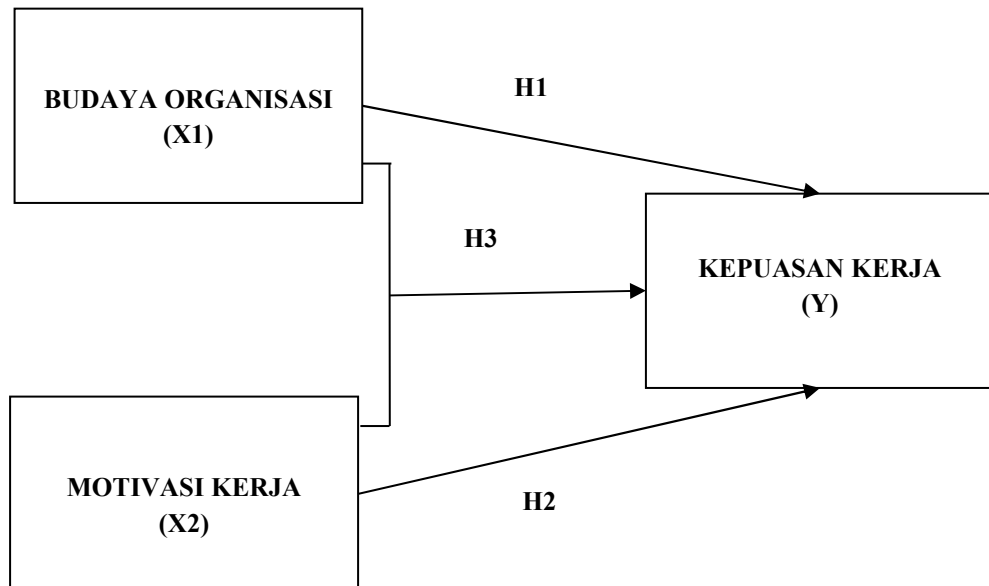 BUDAYA ORGANISASI
(X1)
H1
H3
KEPUASAN KERJA
(Y)
MOTIVASI KERJA
(X2)
H2